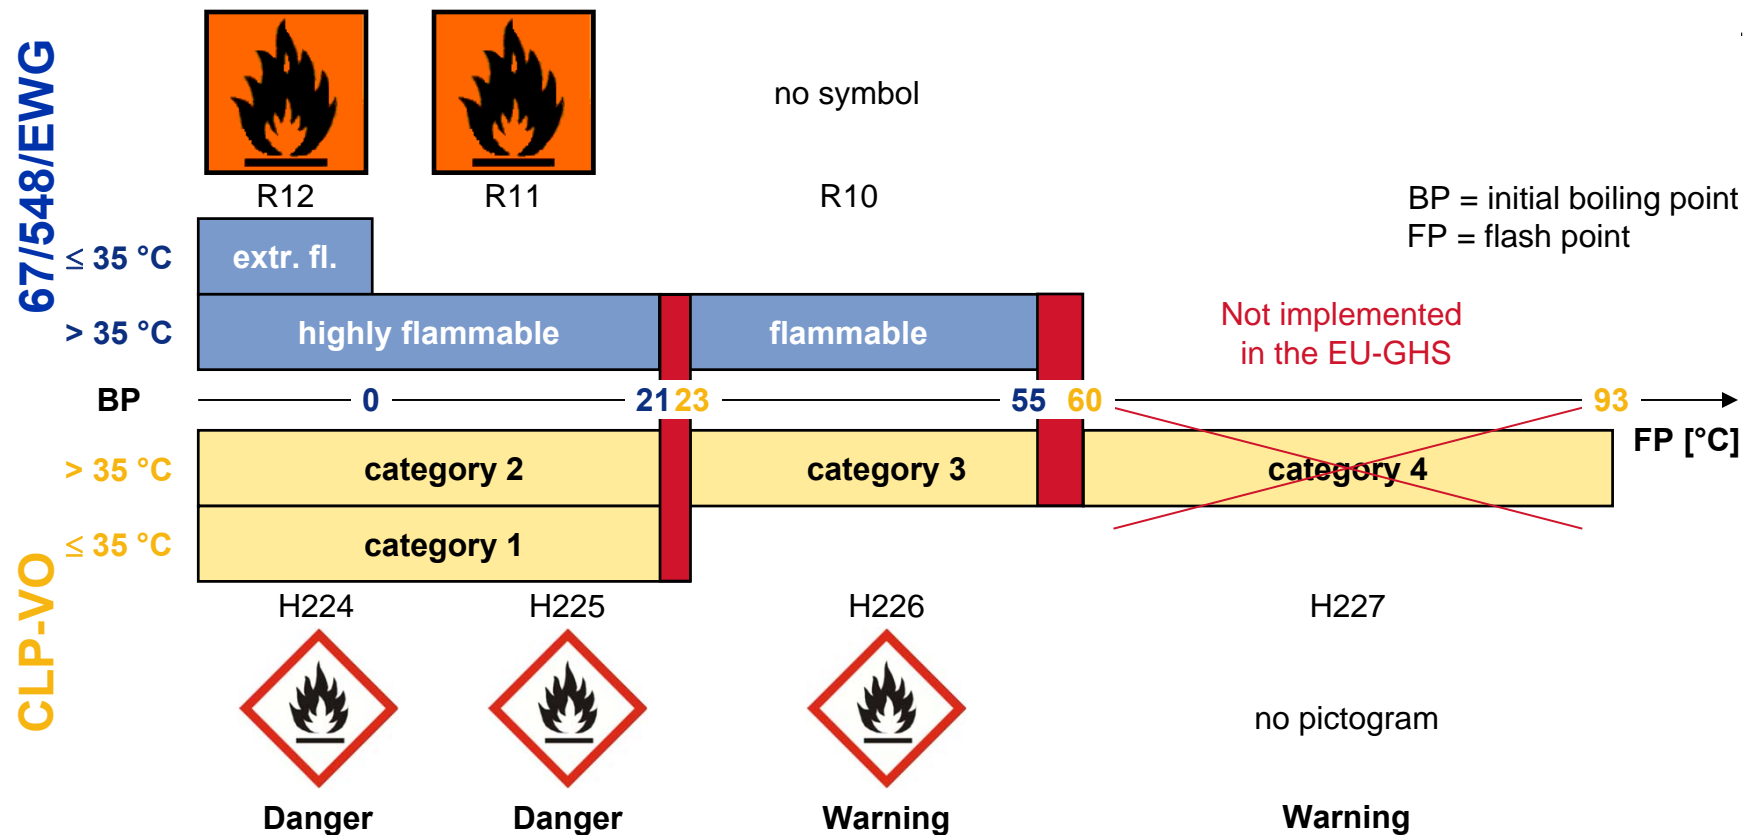 67/548/EWG
no symbol
R12 R11 R10
BP = initial boiling point
FP = flash point
≤ 35 °C extr. fl.
> 35 °C highly flammable flammable
Not implemented
in the EU-GHS
BP 0 21 23 55 60 93
FP [°C]
> 35 °C category 2 category 3 category 4
≤ 35 °C category 1
CLP-VO
H224 H225 H226 H227
no pictogram
Danger Danger Warning Warning